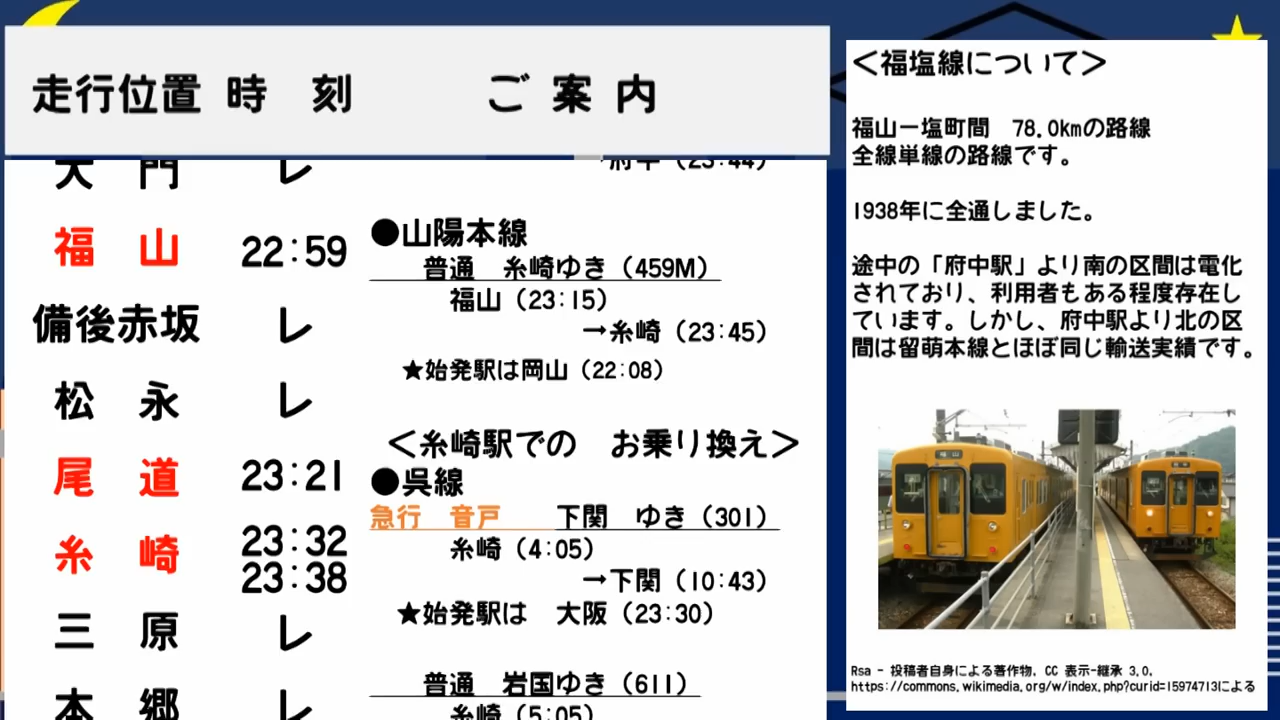 走行位置 時 刻 ご 案 内
大 門 レ
府中（23:44）
福 山 22:59
備後赤坂 レ
松 永 レ
尾 道 23:21
糸 崎 23:32
23:38
三 原 レ
本 郷 レ
●山陽本線
普通 糸崎ゆき（459M）
福山（23:15）
→糸崎（23:45）
★始発駅は岡山（22:08）
＜糸崎駅での お乗り換え＞
●呉線
急行 音戸 下関 ゆき（301）
糸崎（4:05）
→下関（10:43）
★始発駅は 大阪（23:30）
普通 岩国ゆき（611）
糸崎（5:05）
＜福塩線について＞
福山ー塩町間 78.0kmの路線
全線単線の路線です。
1938年に全通しました。
途中の「府中駅」より南の区間は電化
されており、利用者もある程度存在し
ています。しかし、府中駅より北の区
間は留萌本線とほぼ同じ輸送実績です。
福 山
Rsa - 投稿者自身による著作物, CC 表示-継承 3.0,
https://commons.wikimedia.org/w/index.php?curid=15974713による